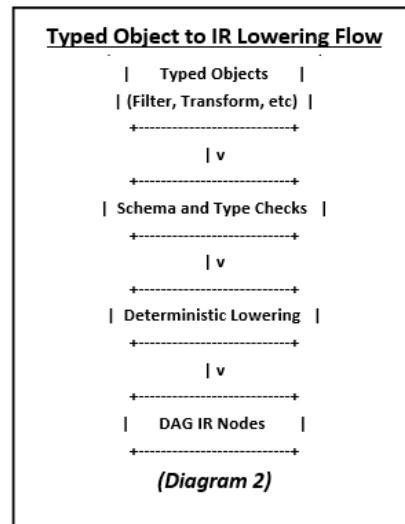 Typed Object to IR Lowering Flow
| Typed Objects |
| (Filter, Transform, etc) |
+----------------------------+
| v
+----------------------------+
| Schema and Type Checks |
+----------------------------+
| v
+----------------------------+
| Deterministic Lowering |
+----------------------------+
| v
+----------------------------+
| DAG IR Nodes |
+----------------------------+
(Diagram 2)